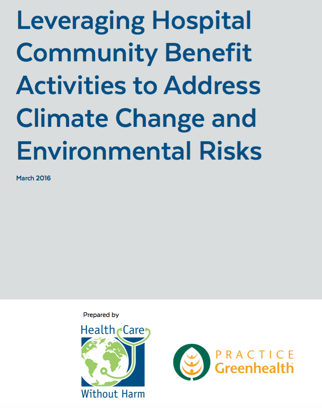 Leveraging Hospital
Community Benefit
Activities to Address
Climate Change and
Environmental Risks
March 2016
Prepared by
Health Care
Without Harm
PRACTICE
Greenhealth